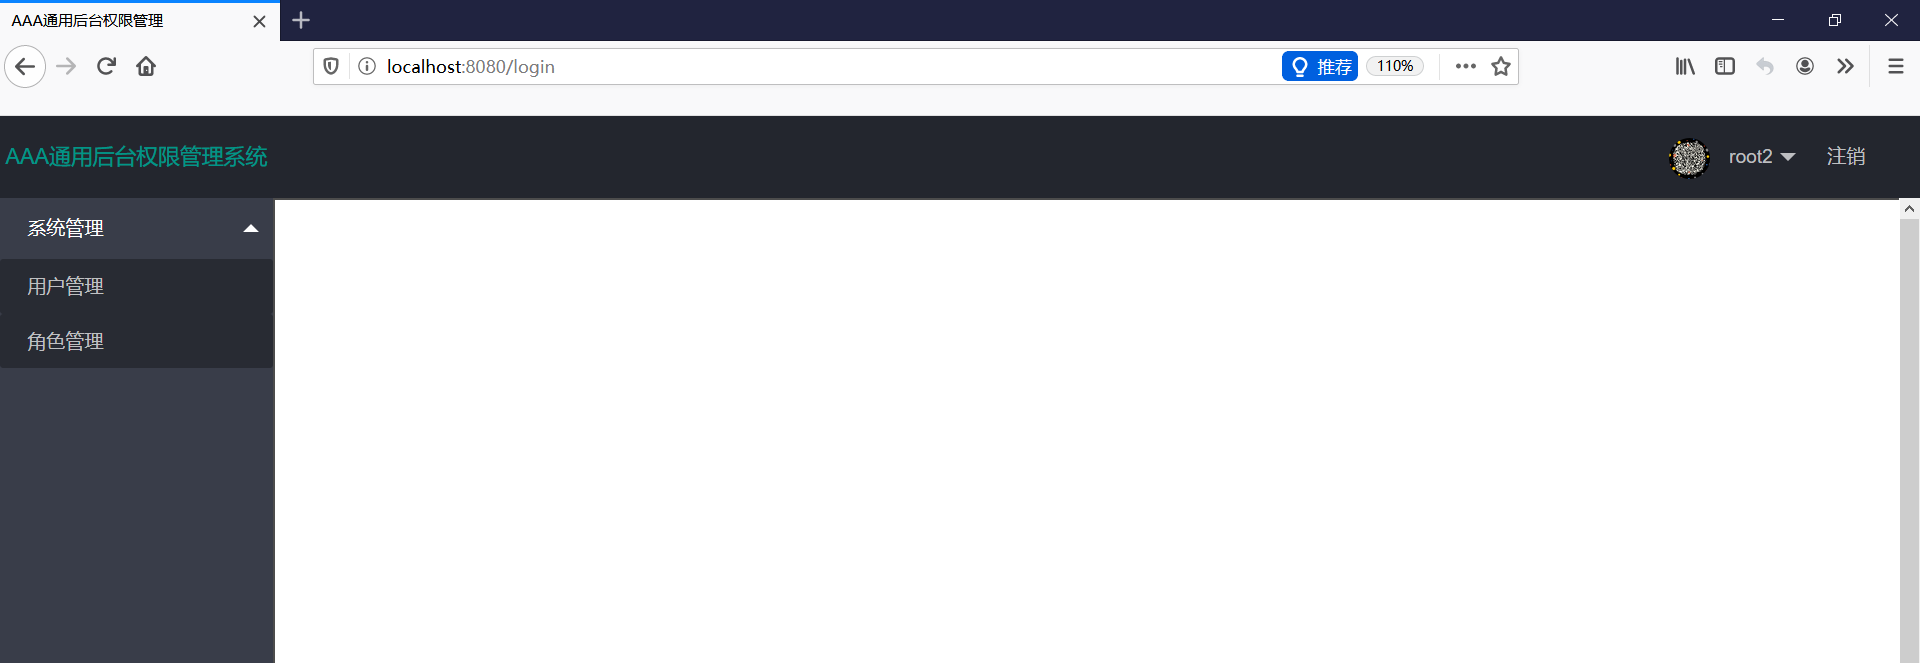 AAA通用后台权限管理
localhost:8080/login
推荐
110%
AAA通用后台权限管理系统
root2
注销
系统管理
用户管理
角色管理